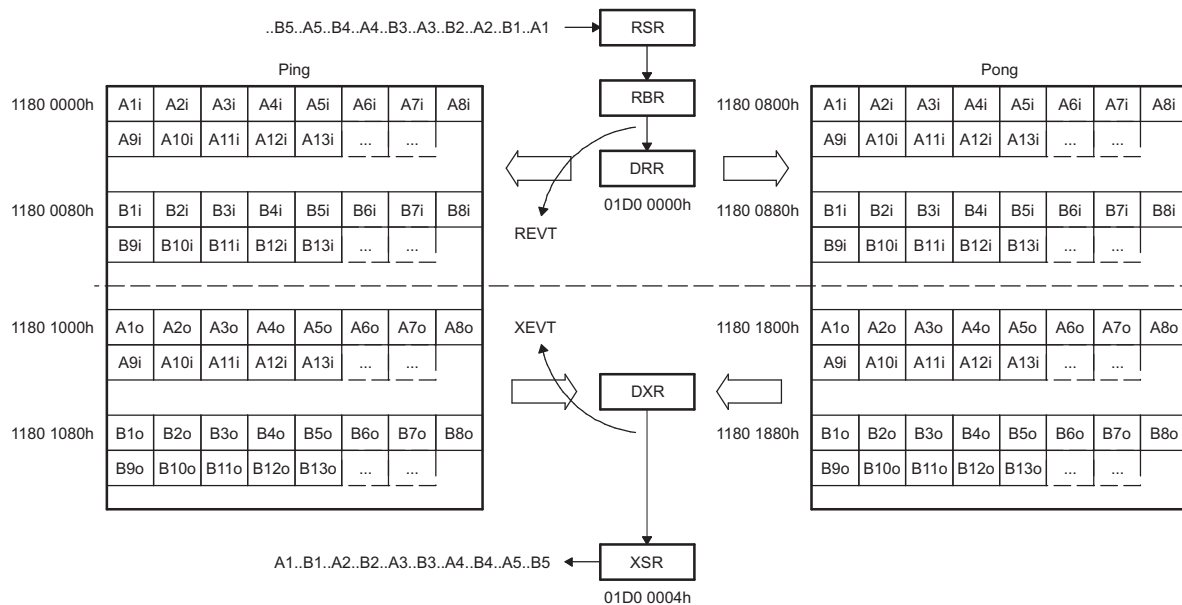 ..B5..A5..B4..A4..B3..A3..B2..A2..B1..A1 RSR
Ping Pong
RBR
1180 0000h A1i A2i A3i A4i A5i A6i A7i A8i 1180 0800h A1i A2i A3i A4i A5i A6i A7i A8i
A9i A10i A11i A12i A13i ... ... A9i A10i A11i A12i A13i ... ...
DRR
01D0 0000h
1180 0080h B1i B2i B3i B4i B5i B6i B7i B8i 1180 0880h B1i B2i B3i B4i B5i B6i B7i B8i
REVT
B9i B10i B11i B12i B13i ... ... B9i B10i B11i B12i B13i ... ...
1180 1000h A1o A2o A3o A4o A5o A6o A7o A8o XEVT 1180 1800h A1o A2o A3o A4o A5o A6o A7o A8o
A9i A10i A11i A12i A13i ... ... A9i A10i A11i A12i A13i ... ...
DXR
1180 1080h B1o B2o B3o B4o B5o B6o B7o B8o 1180 1880h B1o B2o B3o B4o B5o B6o B7o B8o
B9o B10o B11o B12o B13o ... ... B9o B10o B11o B12o B13o ... ...
A1..B1..A2..B2..A3..B3..A4..B4..A5..B5 XSR
01D0 0004h